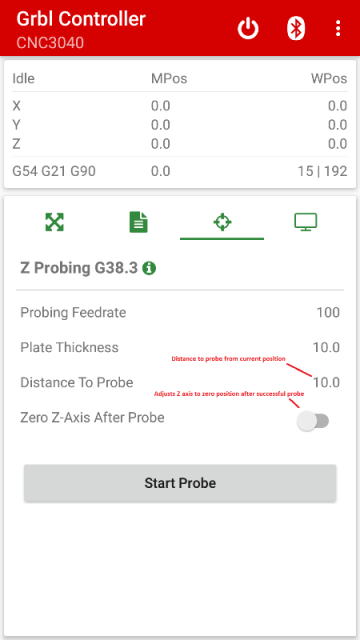 Grbl Controller
CNC3040
Idle MPos WPos
X 0.0 0.0
Y 0.0 0.0
Z 0.0 0.0
G54 G21 G90 0.0 15 | 192
Z Probing G38.3
Probing Feedrate 100
Plate Thickness 10.0
Distance to probe from current position
Distance To Probe 10.0
Adjusts Z axis to zero position after successful probe
Zero Z-Axis After Probe
Start Probe